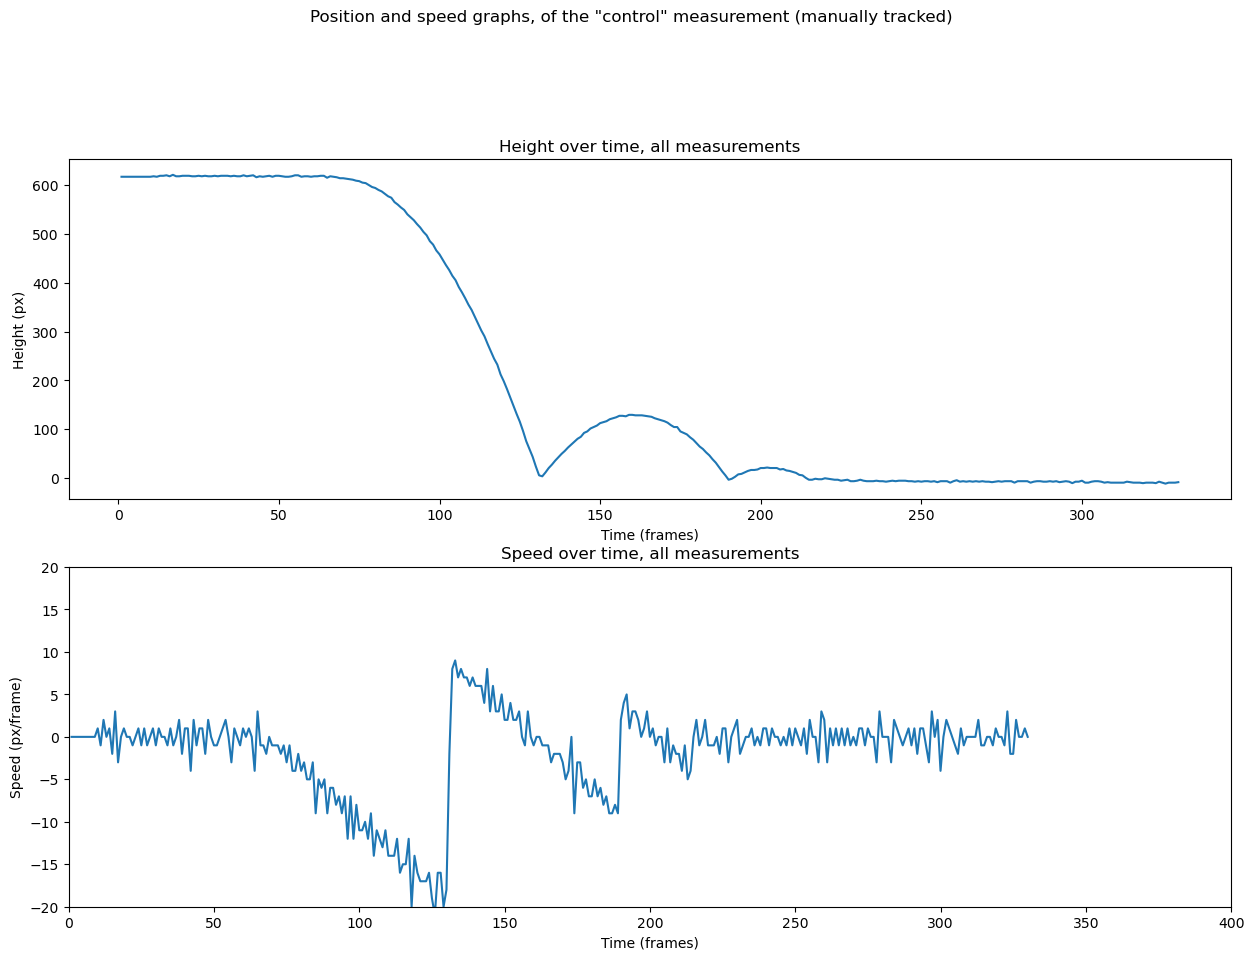 Position and speed graphs, of the "control" measurement (manually tracked)
Height over time, all measurements
600
500
400
300
200
100
0
Height (px)
0 50 100 150 200 250 300
Time (frames)
Speed over time, all measurements
20
15
10
5
0
−5
−10
−15
−20
Speed (px/frame)
0 50 100 150 200 250 300 350 400
Time (frames)